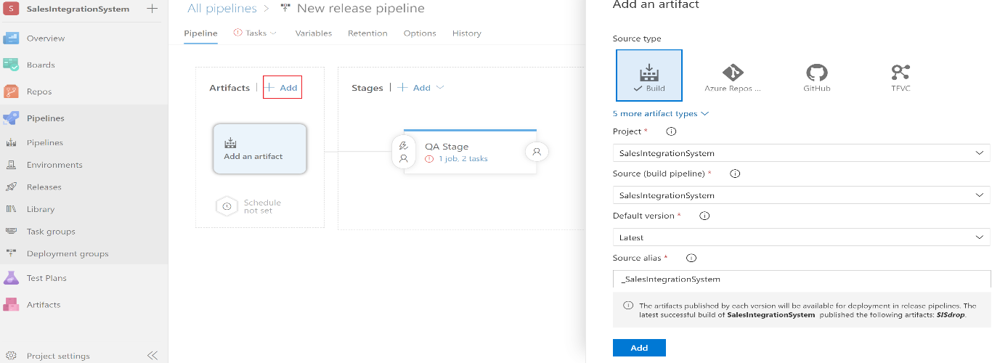 S SalesIntegrationSystem
Overview
Boards
Repos
Pipelines
Pipelines
Environments
Releases
Library
Task groups
Deployment groups
Test Plans
Artifacts
Project settings
All pipelines > New release pipeline
Pipeline Tasks Variables Retention Options History
Artifacts | + Add
Add an artifact
Schedule
not set
Stages | + Add
QA Stage
1 job, 2 tasks
Add an artifact
Source type
Build
Azure Repos ...
GitHub
TFVC
5 more artifact types
Project *
SalesIntegrationSystem
Source (build pipeline) *
SalesIntegrationSystem
Default version *
Latest
Source alias *
_SalesIntegrationSystem
The artifacts published by each version will be available for deployment in release pipelines. The
latest successful build of SalesIntegrationSystem published the following artifacts: SISdrop.
Add